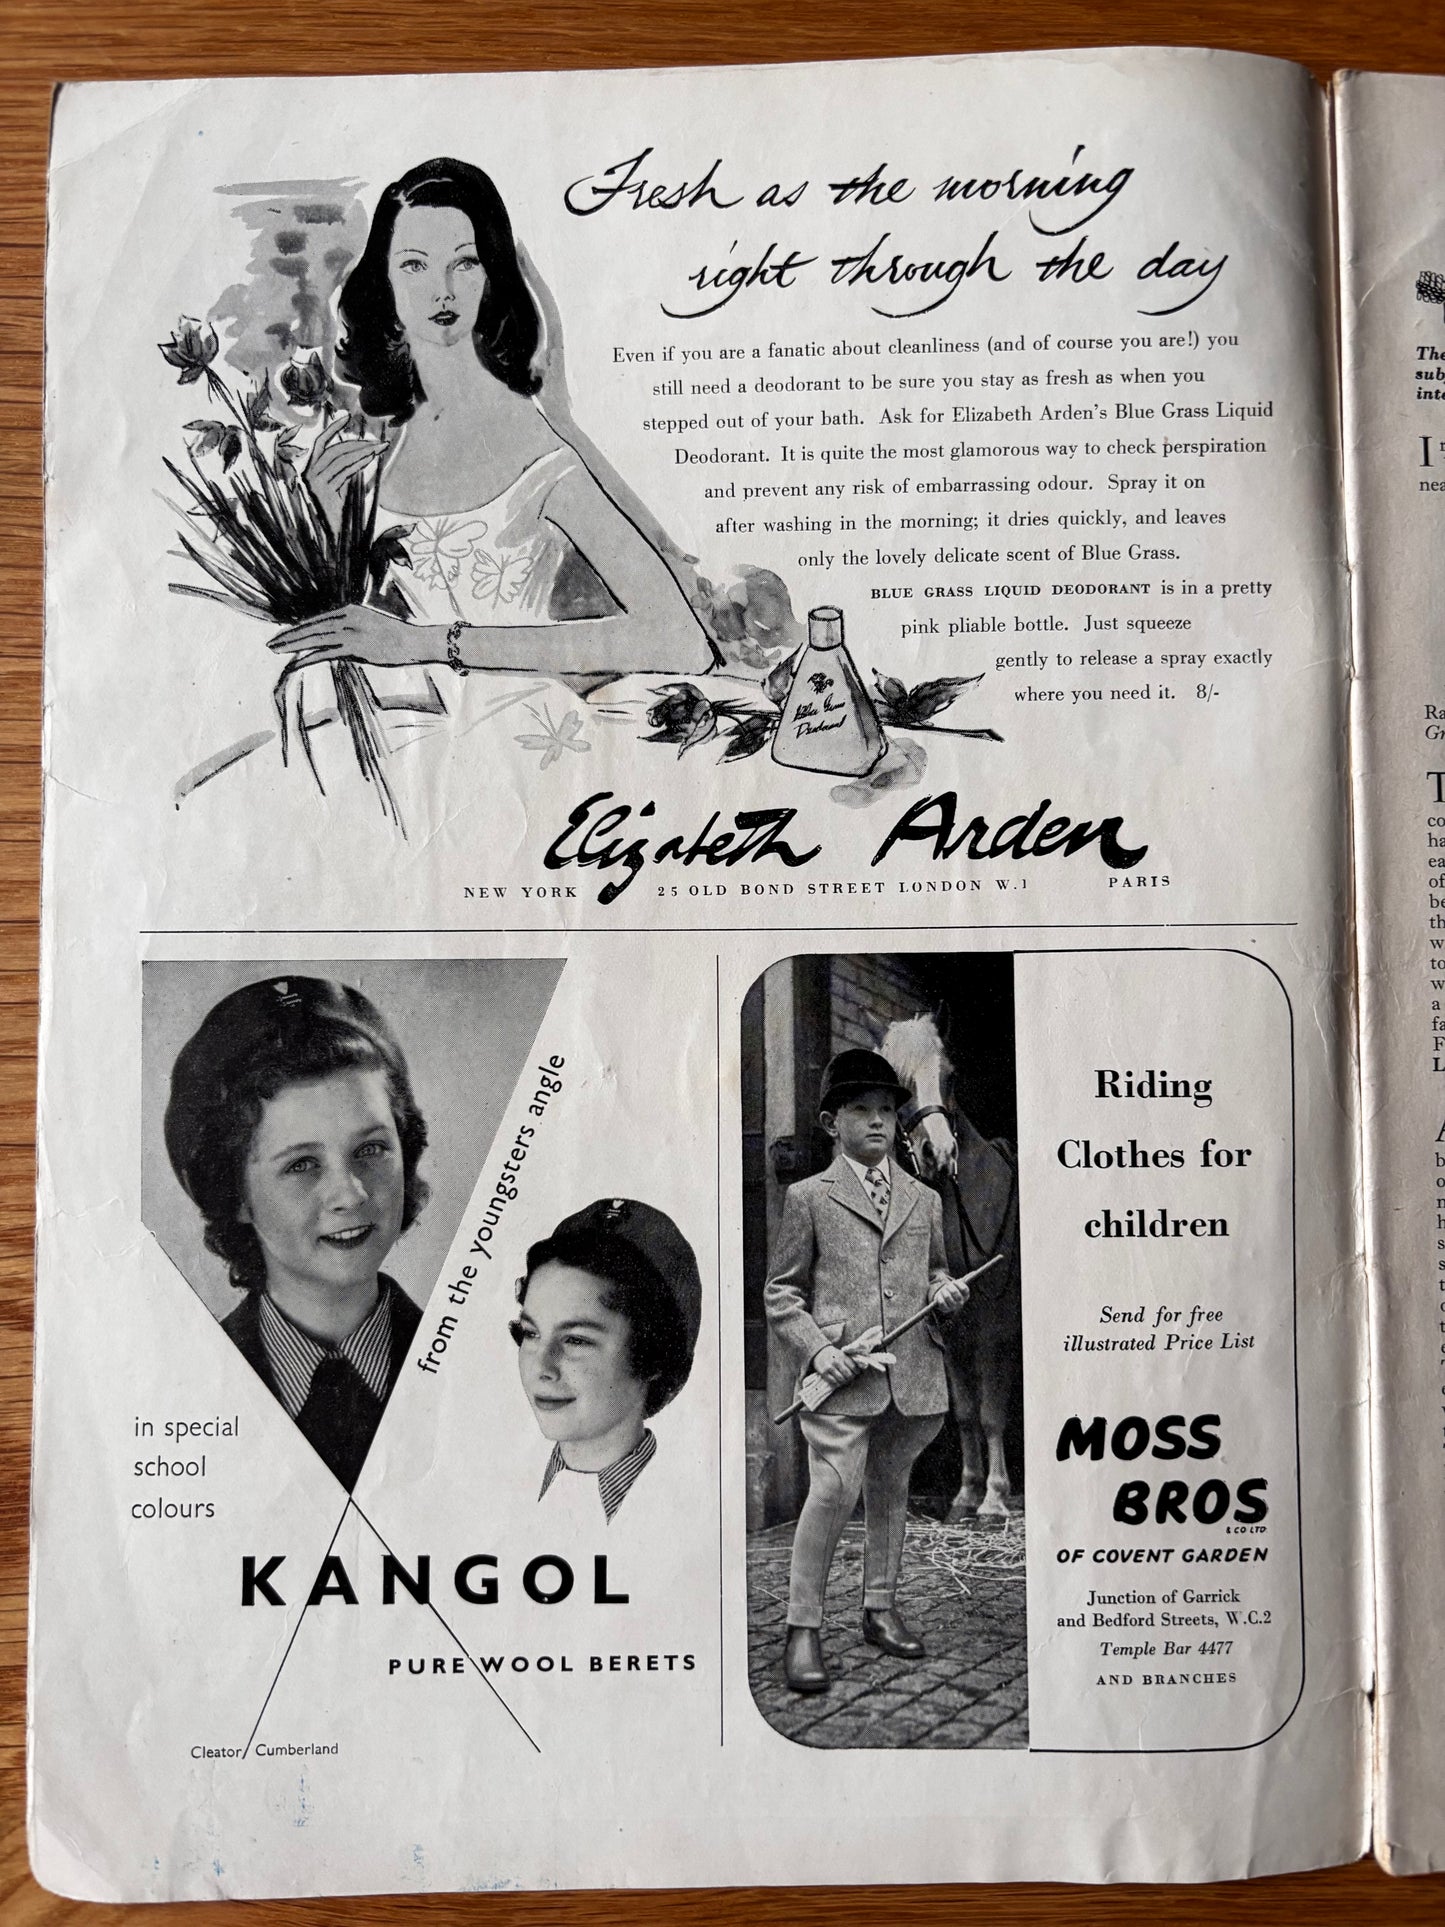 Fresh as the morning
right through the day
Even if you are a fanatic about cleanliness (and of course you are!) you
still need a deodorant to be sure you stay as fresh as when you
stepped out of your bath. Ask for Elizabeth Arden's Blue Grass Liquid
Deodorant. It is quite the most glamorous way to check perspiration
and prevent any risk of embarrassing odour. Spray it on
after washing in the morning; it dries quickly, and leaves
only the lovely delicate scent of Blue Grass.
BLUE GRASS LIQUID DEODORANT is in a pretty
pink pliable bottle. Just squeeze
gently to release a spray exactly
where you need it. 8/-
Blue Grass
Deodorant
Elizabeth Arden
NEW YORK 25 OLD BOND STREET LONDON W.1 PARIS
from the youngsters angle
in special
school
colours
KANGOL
PURE WOOL BERETS
Cleator Cumberland
Riding
Clothes for
children
Send for free
illustrated Price List
MOSS
BROS
& CO LTD
OF COVENT GARDEN
Junction of Garrick
and Bedford Streets, W.C.2
Temple Bar 4477
AND BRANCHES